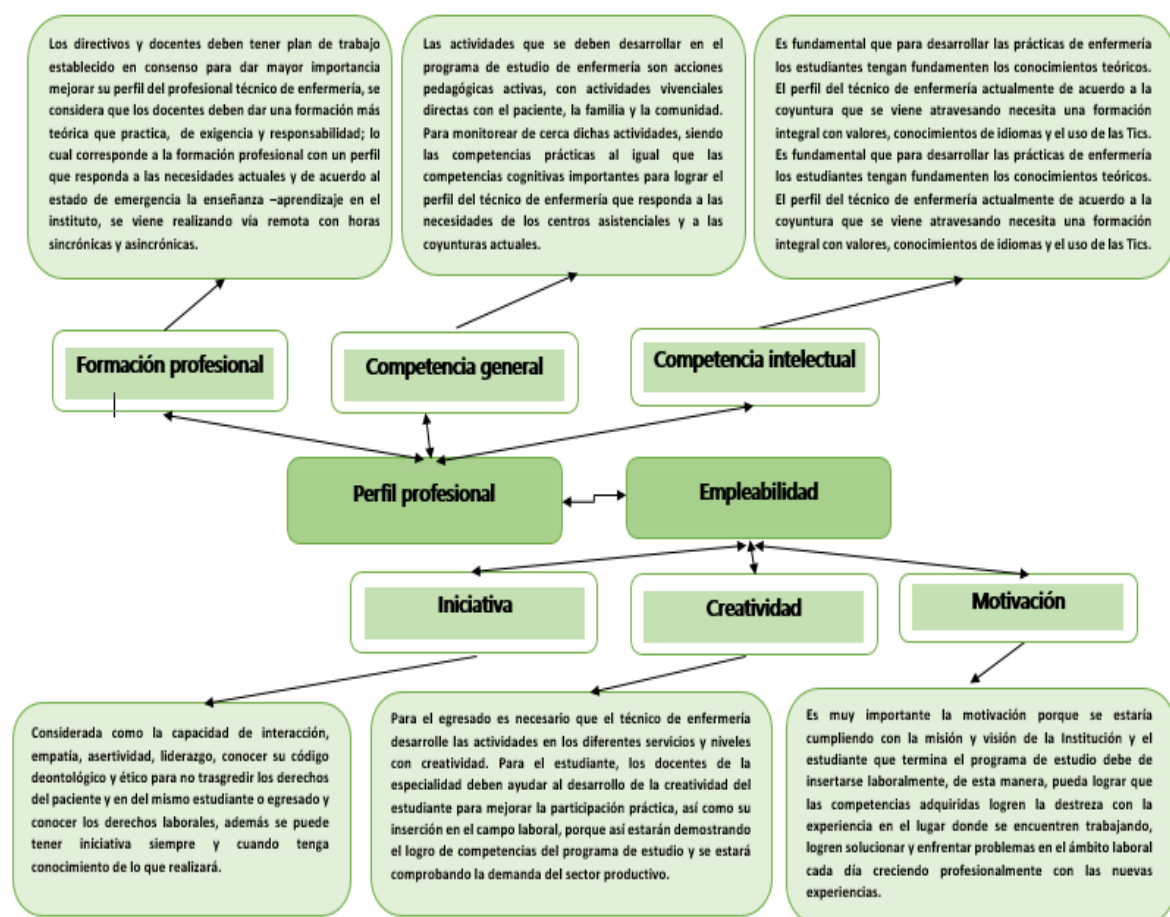 Los directivos y docentes deben tener plan de trabajo
establecido en consenso para dar mayor importancia
mejorar su perfil del profesional técnico de enfermería, se
considera que los docentes deben dar una formación más
teórica que practica, de exigencia y responsabilidad; lo
cual corresponde a la formación profesional con un perfil
que responda a las necesidades actuales y de acuerdo al
estado de emergencia la enseñanza –aprendizaje en el
instituto, se viene realizando vía remota con horas
sincrónicas y asincrónicas.
Las actividades que se deben desarrollar en el
programa de estudio de enfermería son acciones
pedagógicas activas, con actividades vivenciales
directas con el paciente, la familia y la comunidad.
Para monitorear de cerca dichas actividades, siendo
las competencias prácticas al igual que las
competencias cognitivas importantes para lograr el
perfil del técnico de enfermería que responda a las
necesidades de los centros asistenciales y a las
coyunturas actuales.
Es fundamental que para desarrollar las prácticas de enfermería
los estudiantes tengan fundamenten los conocimientos teóricos.
El perfil del técnico de enfermería actualmente de acuerdo a la
coyuntura que se viene atravesando necesita una formación
integral con valores, conocimientos de idiomas y el uso de las Tics.
Es fundamental que para desarrollar las prácticas de enfermería
los estudiantes tengan fundamenten los conocimientos teóricos.
El perfil del técnico de enfermería actualmente de acuerdo a la
coyuntura que se viene atravesando necesita una formación
integral con valores, conocimientos de idiomas y el uso de las Tics.
Formación profesional
Competencia general
Competencia intelectual
Perfil profesional
Empleabilidad
Iniciativa
Creatividad
Motivación
Considerada como la capacidad de interacción,
empatía, asertividad, liderazgo, conocer su código
deontológico y ético para no trasgredir los derechos
del paciente y en del mismo estudiante o egresado y
conocer los derechos laborales, además se puede
tener iniciativa siempre y cuando tenga
conocimiento de lo que realizará.
Para el egresado es necesario que el técnico de enfermería
desarrolle las actividades en los diferentes servicios y niveles
con creatividad. Para el estudiante, los docentes de la
especialidad deben ayudar al desarrollo de la creatividad del
estudiante para mejorar la participación práctica, así como su
inserción en el campo laboral, porque así estarán demostrando
el logro de competencias del programa de estudio y se estará
comprobando la demanda del sector productivo.
Es muy importante la motivación porque se estaría
cumpliendo con la misión y visión de la Institución y el
estudiante que termina el programa de estudio debe de
insertarse laboralmente, de esta manera, pueda lograr que
las competencias adquiridas logren la destreza con la
experiencia en el lugar donde se encuentren trabajando,
logren solucionar y enfrentar problemas en el ámbito laboral
cada día creciendo profesionalmente con las nuevas
experiencias.